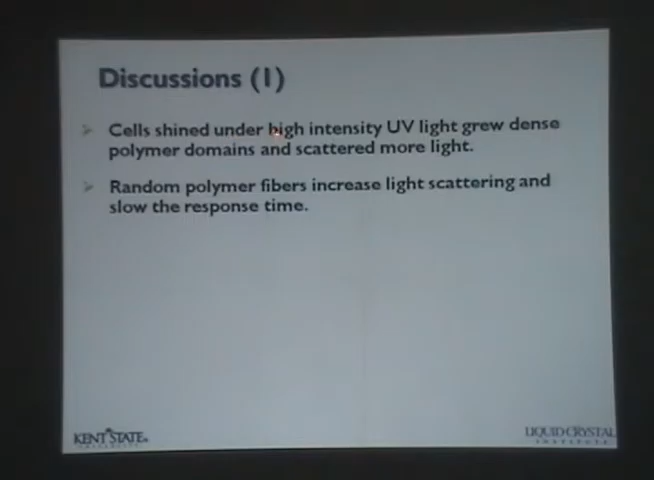 Discussions (1)
Cells shined under high intensity UV light grew dense
polymer domains and scattered more light.
Random polymer fibers increase light scattering and
slow the response time.
KENT STATE
LIQUID CRYSTAL
INSTITUTE